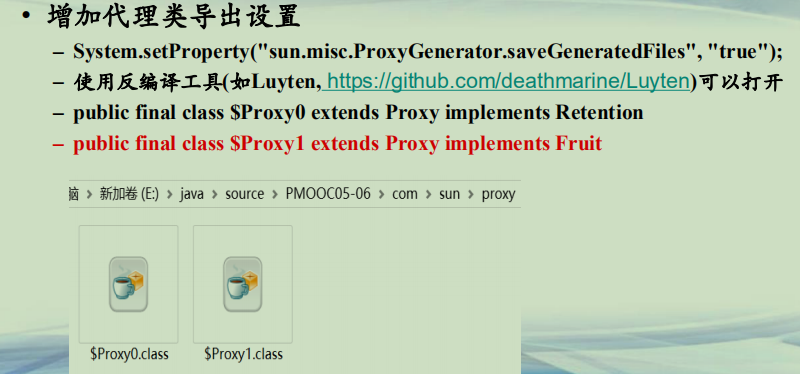 • 增加代理类导出设置
– System.setProperty("sun.misc.ProxyGenerator.saveGeneratedFiles", "true");
– 使用反编译工具(如Luyten, https://github.com/deathmarine/Luyten)可以打开
– public final class $Proxy0 extends Proxy implements Retention
– public final class $Proxy1 extends Proxy implements Fruit
脑 › 新加卷 (E:) › java › source › PMOOC05-06 › com › sun › proxy
$Proxy0.class $Proxy1.class